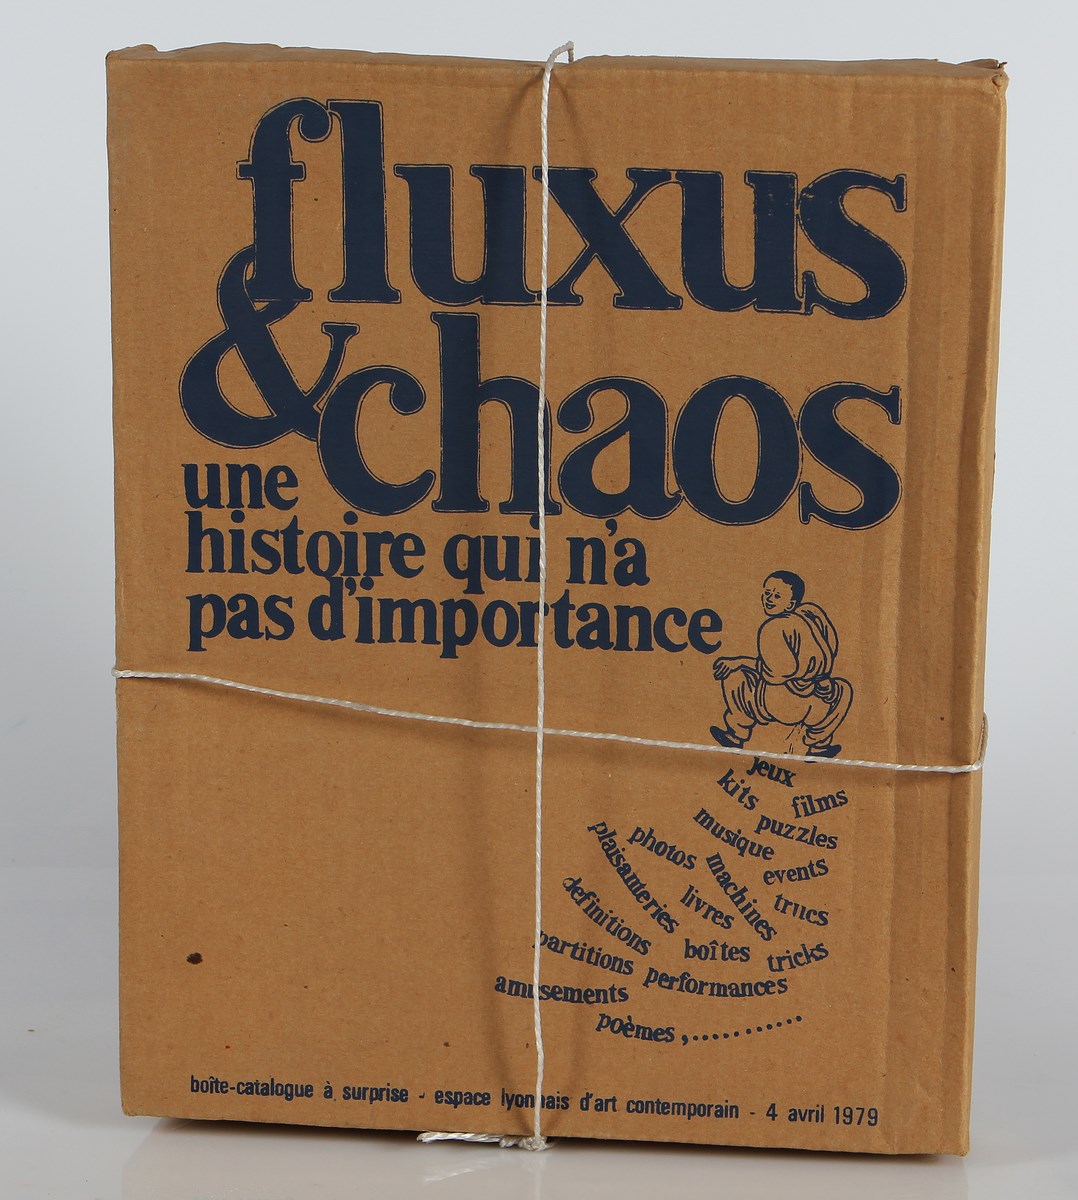 fluxus
& chaos
une
histoire qui n'a
pas d'importance
jeux
kits films
puzzles
musique
photos events
plaisanteries machines
livres trucs
definitions
boîtes tricks
partitions performances
amusements
poèmes,...........
boîte-catalogue à surprise - espace lyonnais d'art contemporain - 4 avril 1979